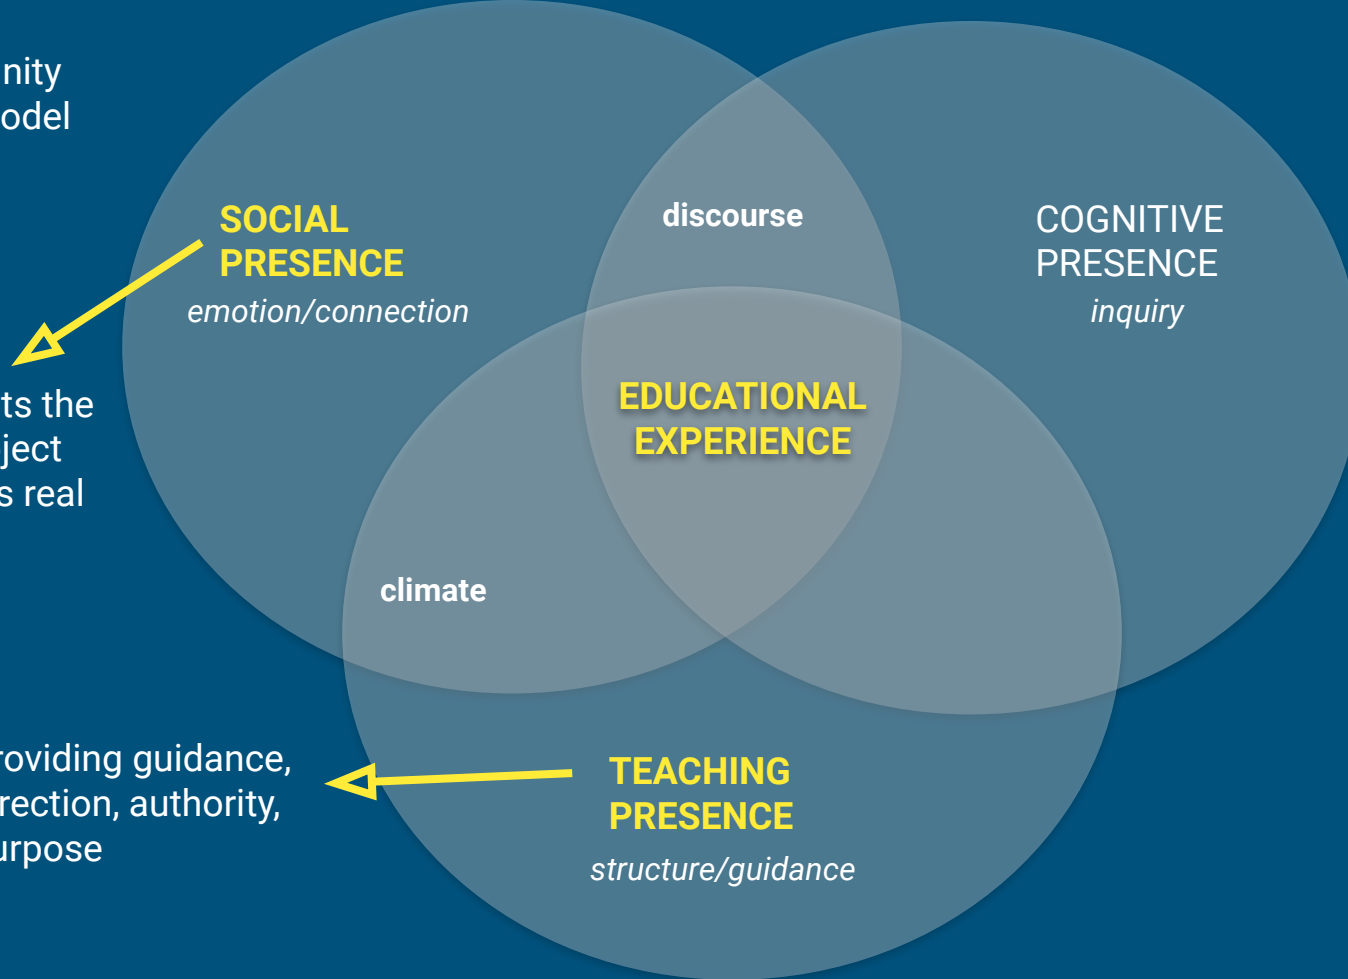 nity
odel
SOCIAL
PRESENCE
emotion/connection
discourse
COGNITIVE
PRESENCE
inquiry
ts the
ject
s real
EDUCATIONAL
EXPERIENCE
climate
roviding guidance,
rection, authority,
urpose
TEACHING
PRESENCE
structure/guidance